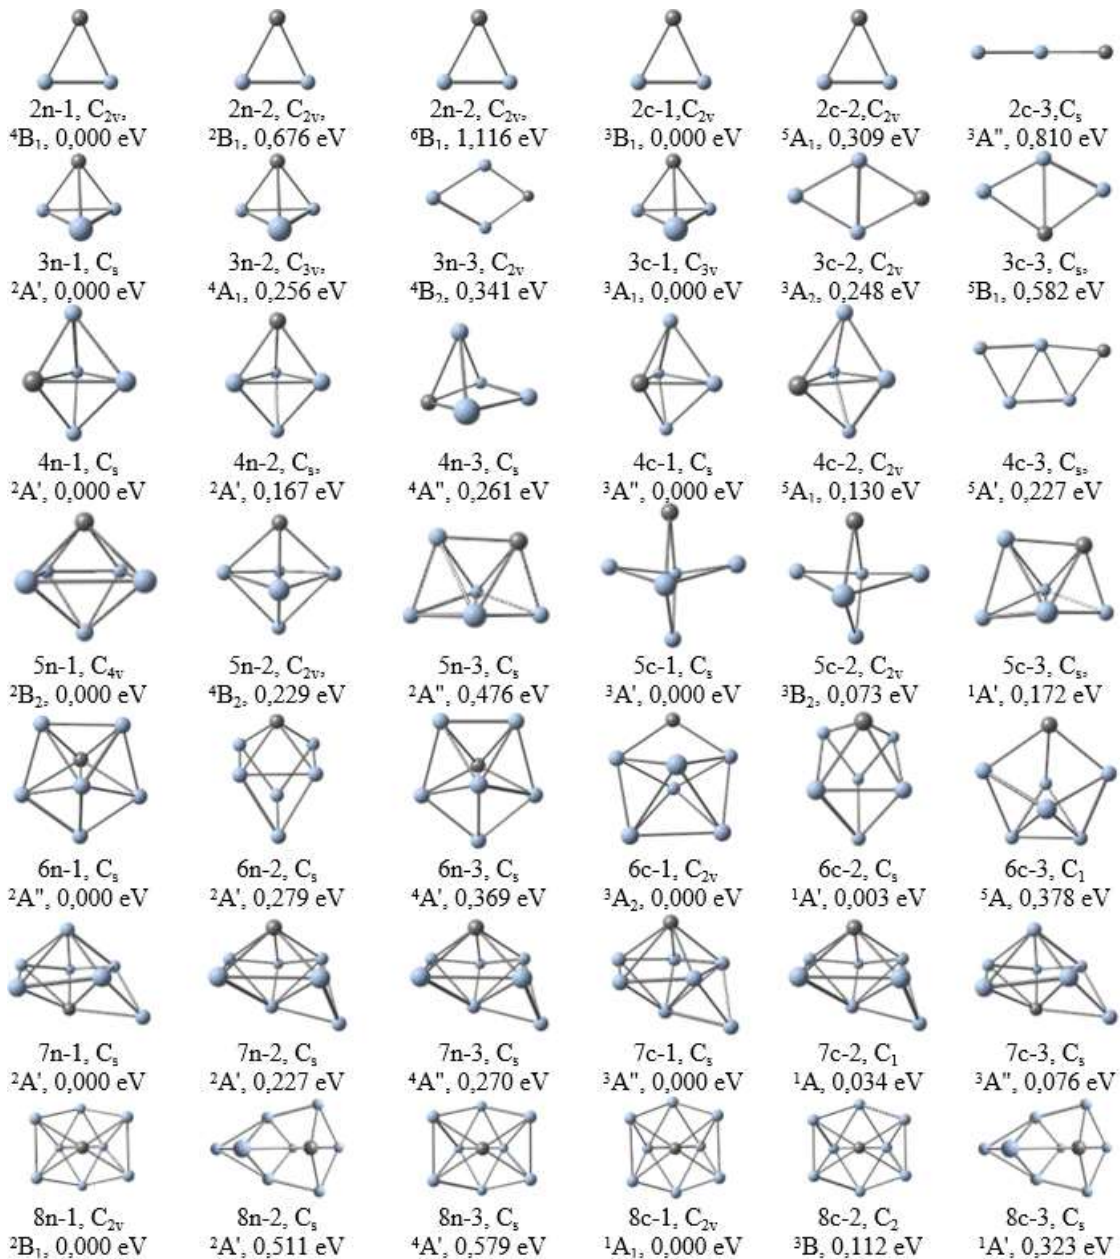 2n-1, C2v, 2n-2, C2v, 2n-2, C2v, 2c-1,C2v 2c-2,C2v 2c-3,Cs
4B1, 0,000 eV 2B1, 0,676 eV 6B1, 1,116 eV 3B1, 0,000 eV 5A1, 0,309 eV 3A", 0,810 eV
3n-1, Cs 3n-2, C3v, 3n-3, C2v 3c-1, C3v 3c-2, C2v 3c-3, Cs,
2A', 0,000 eV 4A1, 0,256 eV 4B2, 0,341 eV 3A1, 0,000 eV 3A2, 0,248 eV 5B1, 0,582 eV
4n-1, Cs 4n-2, Cs, 4n-3, Cs 4c-1, Cs 4c-2, C2v 4c-3, Cs,
2A', 0,000 eV 2A', 0,167 eV 4A", 0,261 eV 3A", 0,000 eV 5A1, 0,130 eV 5A', 0,227 eV
5n-1, C4v 5n-2, C2v, 5n-3, Cs 5c-1, Cs 5c-2, C2v 5c-3, Cs,
2B2, 0,000 eV 4B2, 0,229 eV 2A", 0,476 eV 3A', 0,000 eV 3B2, 0,073 eV 1A', 0,172 eV
6n-1, Cs 6n-2, Cs 6n-3, Cs 6c-1, C2v 6c-2, Cs 6c-3, C1
2A", 0,000 eV 2A', 0,279 eV 4A', 0,369 eV 3A2, 0,000 eV 1A', 0,003 eV 5A, 0,378 eV
7n-1, Cs 7n-2, Cs 7n-3, Cs 7c-1, Cs 7c-2, C1 7c-3, Cs
2A', 0,000 eV 2A', 0,227 eV 4A", 0,270 eV 3A", 0,000 eV 1A, 0,034 eV 3A", 0,076 eV
8n-1, C2v 8n-2, Cs 8n-3, Cs 8c-1, C2v 8c-2, C2 8c-3, Cs
2B1, 0,000 eV 2A', 0,511 eV 4A', 0,579 eV 1A1, 0,000 eV 3B, 0,112 eV 1A', 0,323 eV